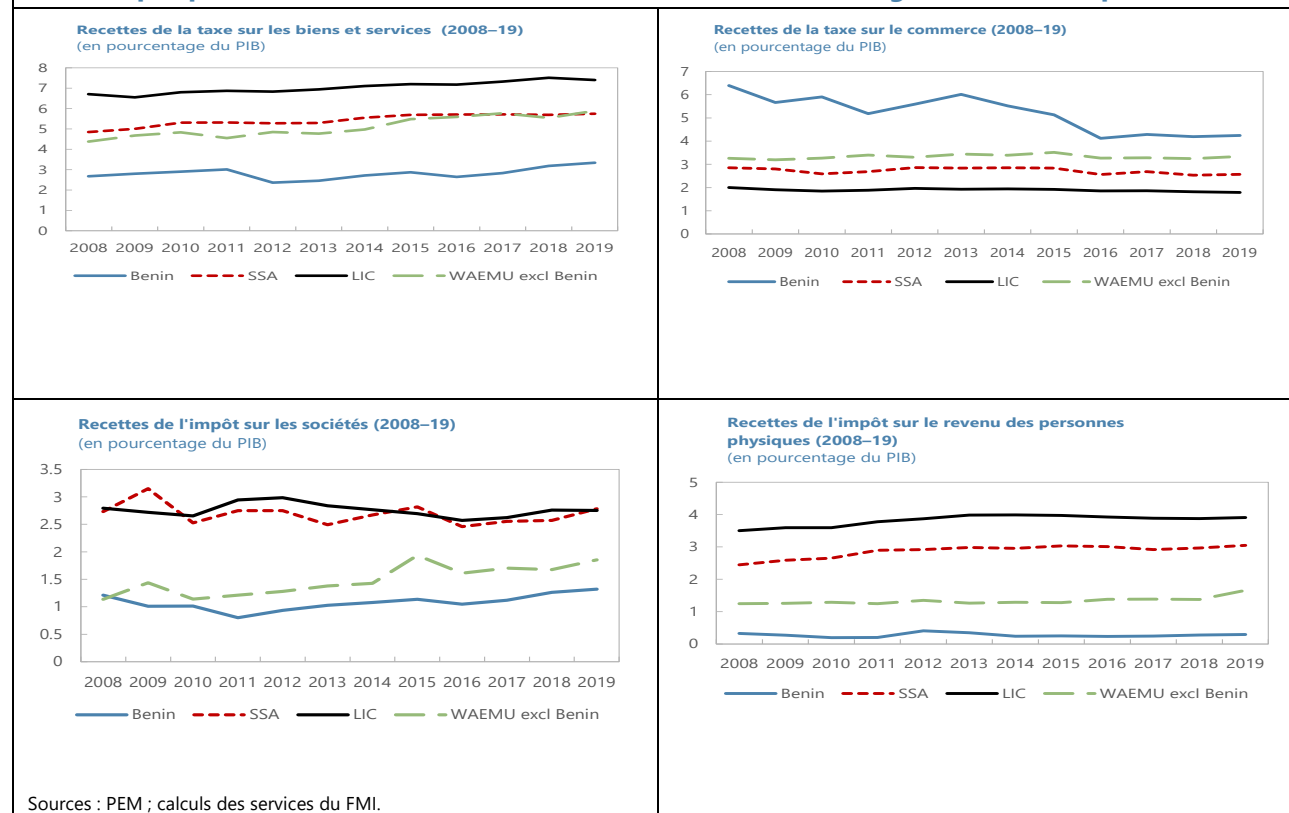 Recettes de la taxe sur les biens et services (2008–19)
(en pourcentage du PIB)
8
7
6
5
4
3
2
1
0
2008 2009 2010 2011 2012 2013 2014 2015 2016 2017 2018 2019
Benin SSA LIC WAEMU excl Benin
Recettes de la taxe sur le commerce (2008–19)
(en pourcentage du PIB)
7
6
5
4
3
2
1
0
2008 2009 2010 2011 2012 2013 2014 2015 2016 2017 2018 2019
Benin SSA LIC WAEMU excl Benin
Recettes de l'impôt sur les sociétés (2008–19)
(en pourcentage du PIB)
3.5
3
2.5
2
1.5
1
0.5
0
2008 2009 2010 2011 2012 2013 2014 2015 2016 2017 2018 2019
Benin SSA LIC WAEMU excl Benin
Recettes de l'impôt sur le revenu des personnes
physiques (2008–19)
(en pourcentage du PIB)
5
4
3
2
1
0
2008 2009 2010 2011 2012 2013 2014 2015 2016 2017 2018 2019
Benin SSA LIC WAEMU excl Benin
Sources : PEM ; calculs des services du FMI.